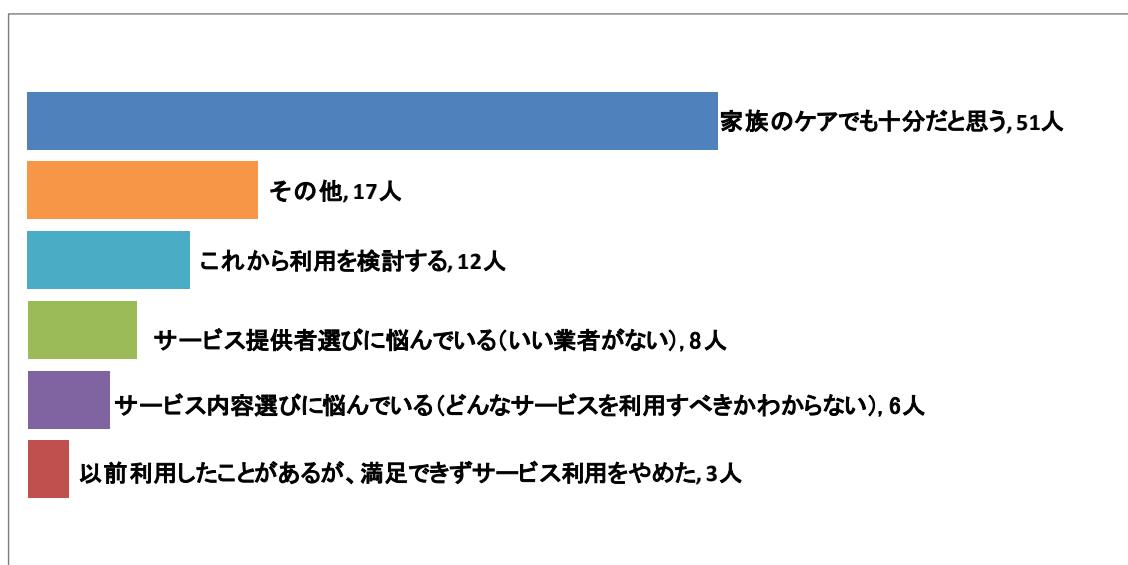 家族のケアでも十分だと思う, 51人
その他, 17人
これから利用を検討する, 12人
サービス提供者選びに悩んでいる（いい業者がない）, 8人
サービス内容選びに悩んでいる（どんなサービスを利用すべきかわからない）, 6人
以前利用したことがあるが、満足できずサービス利用をやめた, 3人